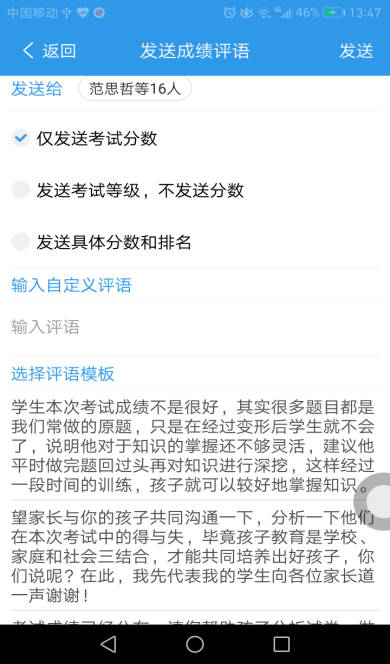 中国移动
46 46% 13:47
返回 发送成绩评语 发送
发送给 范思哲等16人
仅发送考试分数
发送考试等级，不发送分数
发送具体分数和排名
输入自定义评语
输入评语
选择评语模板
学生本次考试成绩不是很好，其实很多题目都是
我们常做的原题，只是在经过变形后学生就不会
了，说明他对于知识的掌握还不够灵活，建议他
平时做完题回过头再对知识进行深挖，这样经过
一段时间的训练，孩子就可以较好地掌握知识。
望家长与你的孩子共同沟通一下，分析一下他们
在本次考试中的得与失，毕竟孩子教育是学校、
家庭和社会三结合，才能共同培养出好孩子，你
们说呢？在此，我先代表我的学生向各位家长道
一声谢谢！